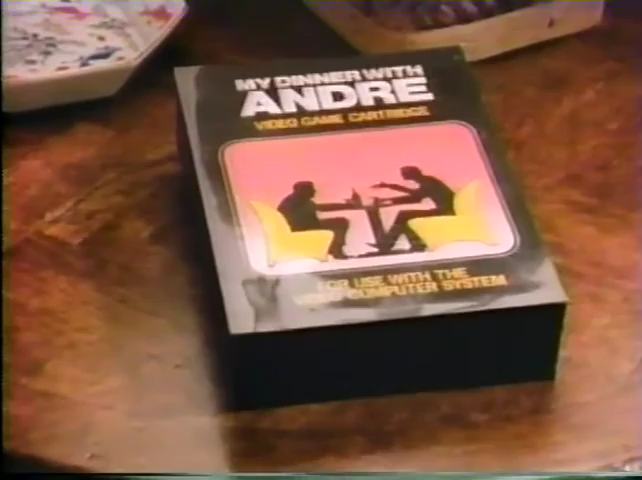 MY DINNER WITH
ANDRE
VIDEO GAME CARTRIDGE
FOR USE WITH THE
VIDEO COMPUTER SYSTEM